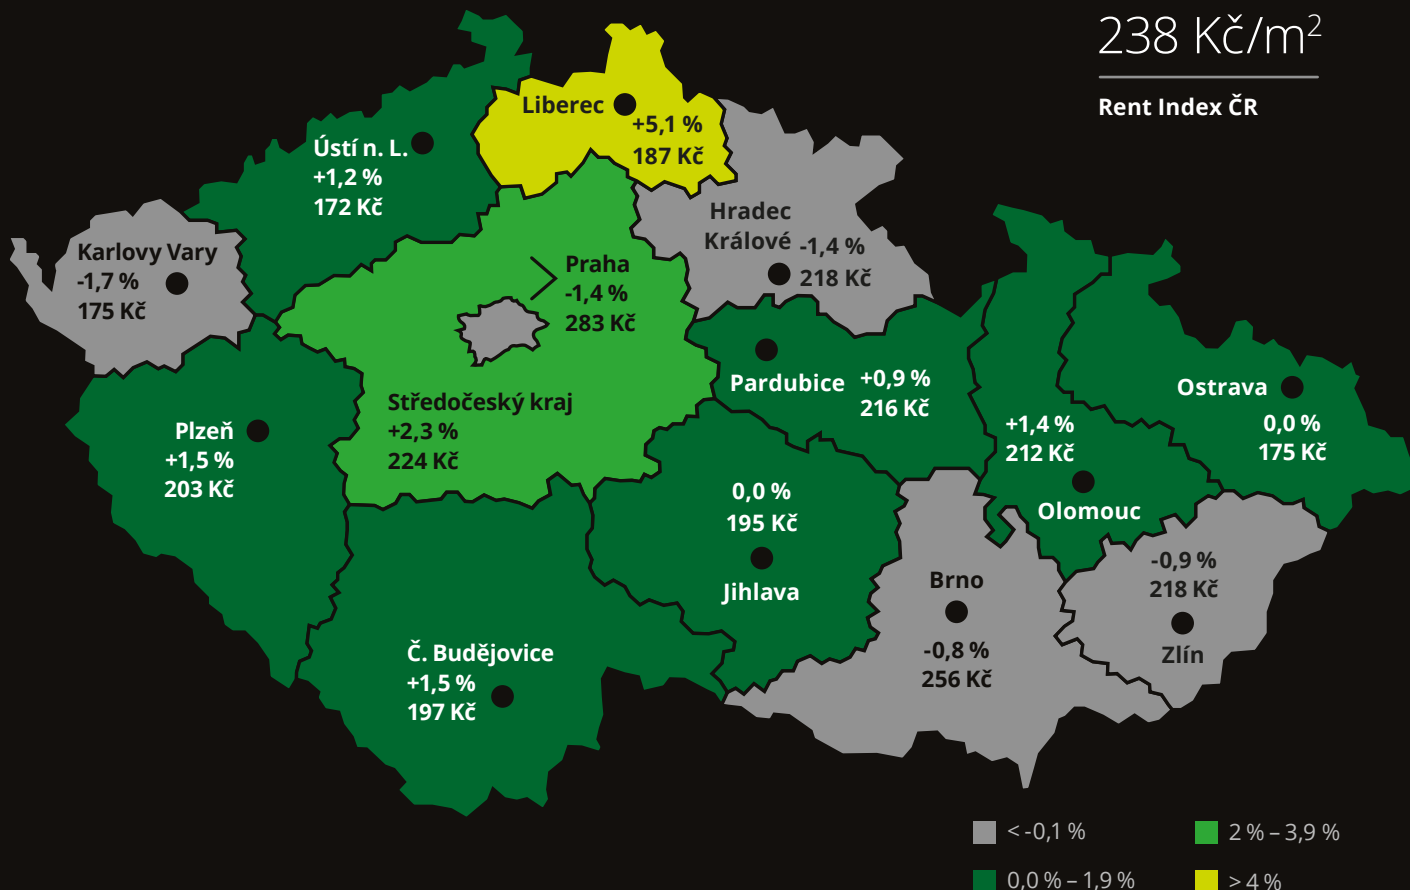 238 Kč/m²
Rent Index ČR
Liberec
+5,1 %
187 Kč
Ústí n. L.
+1,2 %
172 Kč
Hradec
Králové
-1,4 %
218 Kč
Karlovy Vary
-1,7 %
175 Kč
Praha
-1,4 %
283 Kč
Pardubice
+0,9 %
216 Kč
Ostrava
0,0 %
175 Kč
Středočeský kraj
+2,3 %
224 Kč
Plzeň
+1,5 %
203 Kč
+1,4 %
212 Kč
Olomouc
0,0 %
195 Kč
Jihlava
Brno
-0,8 %
256 Kč
-0,9 %
218 Kč
Zlín
Č. Budějovice
+1,5 %
197 Kč
< -0,1 %
2 % – 3,9 %
0,0 % – 1,9 %
> 4 %